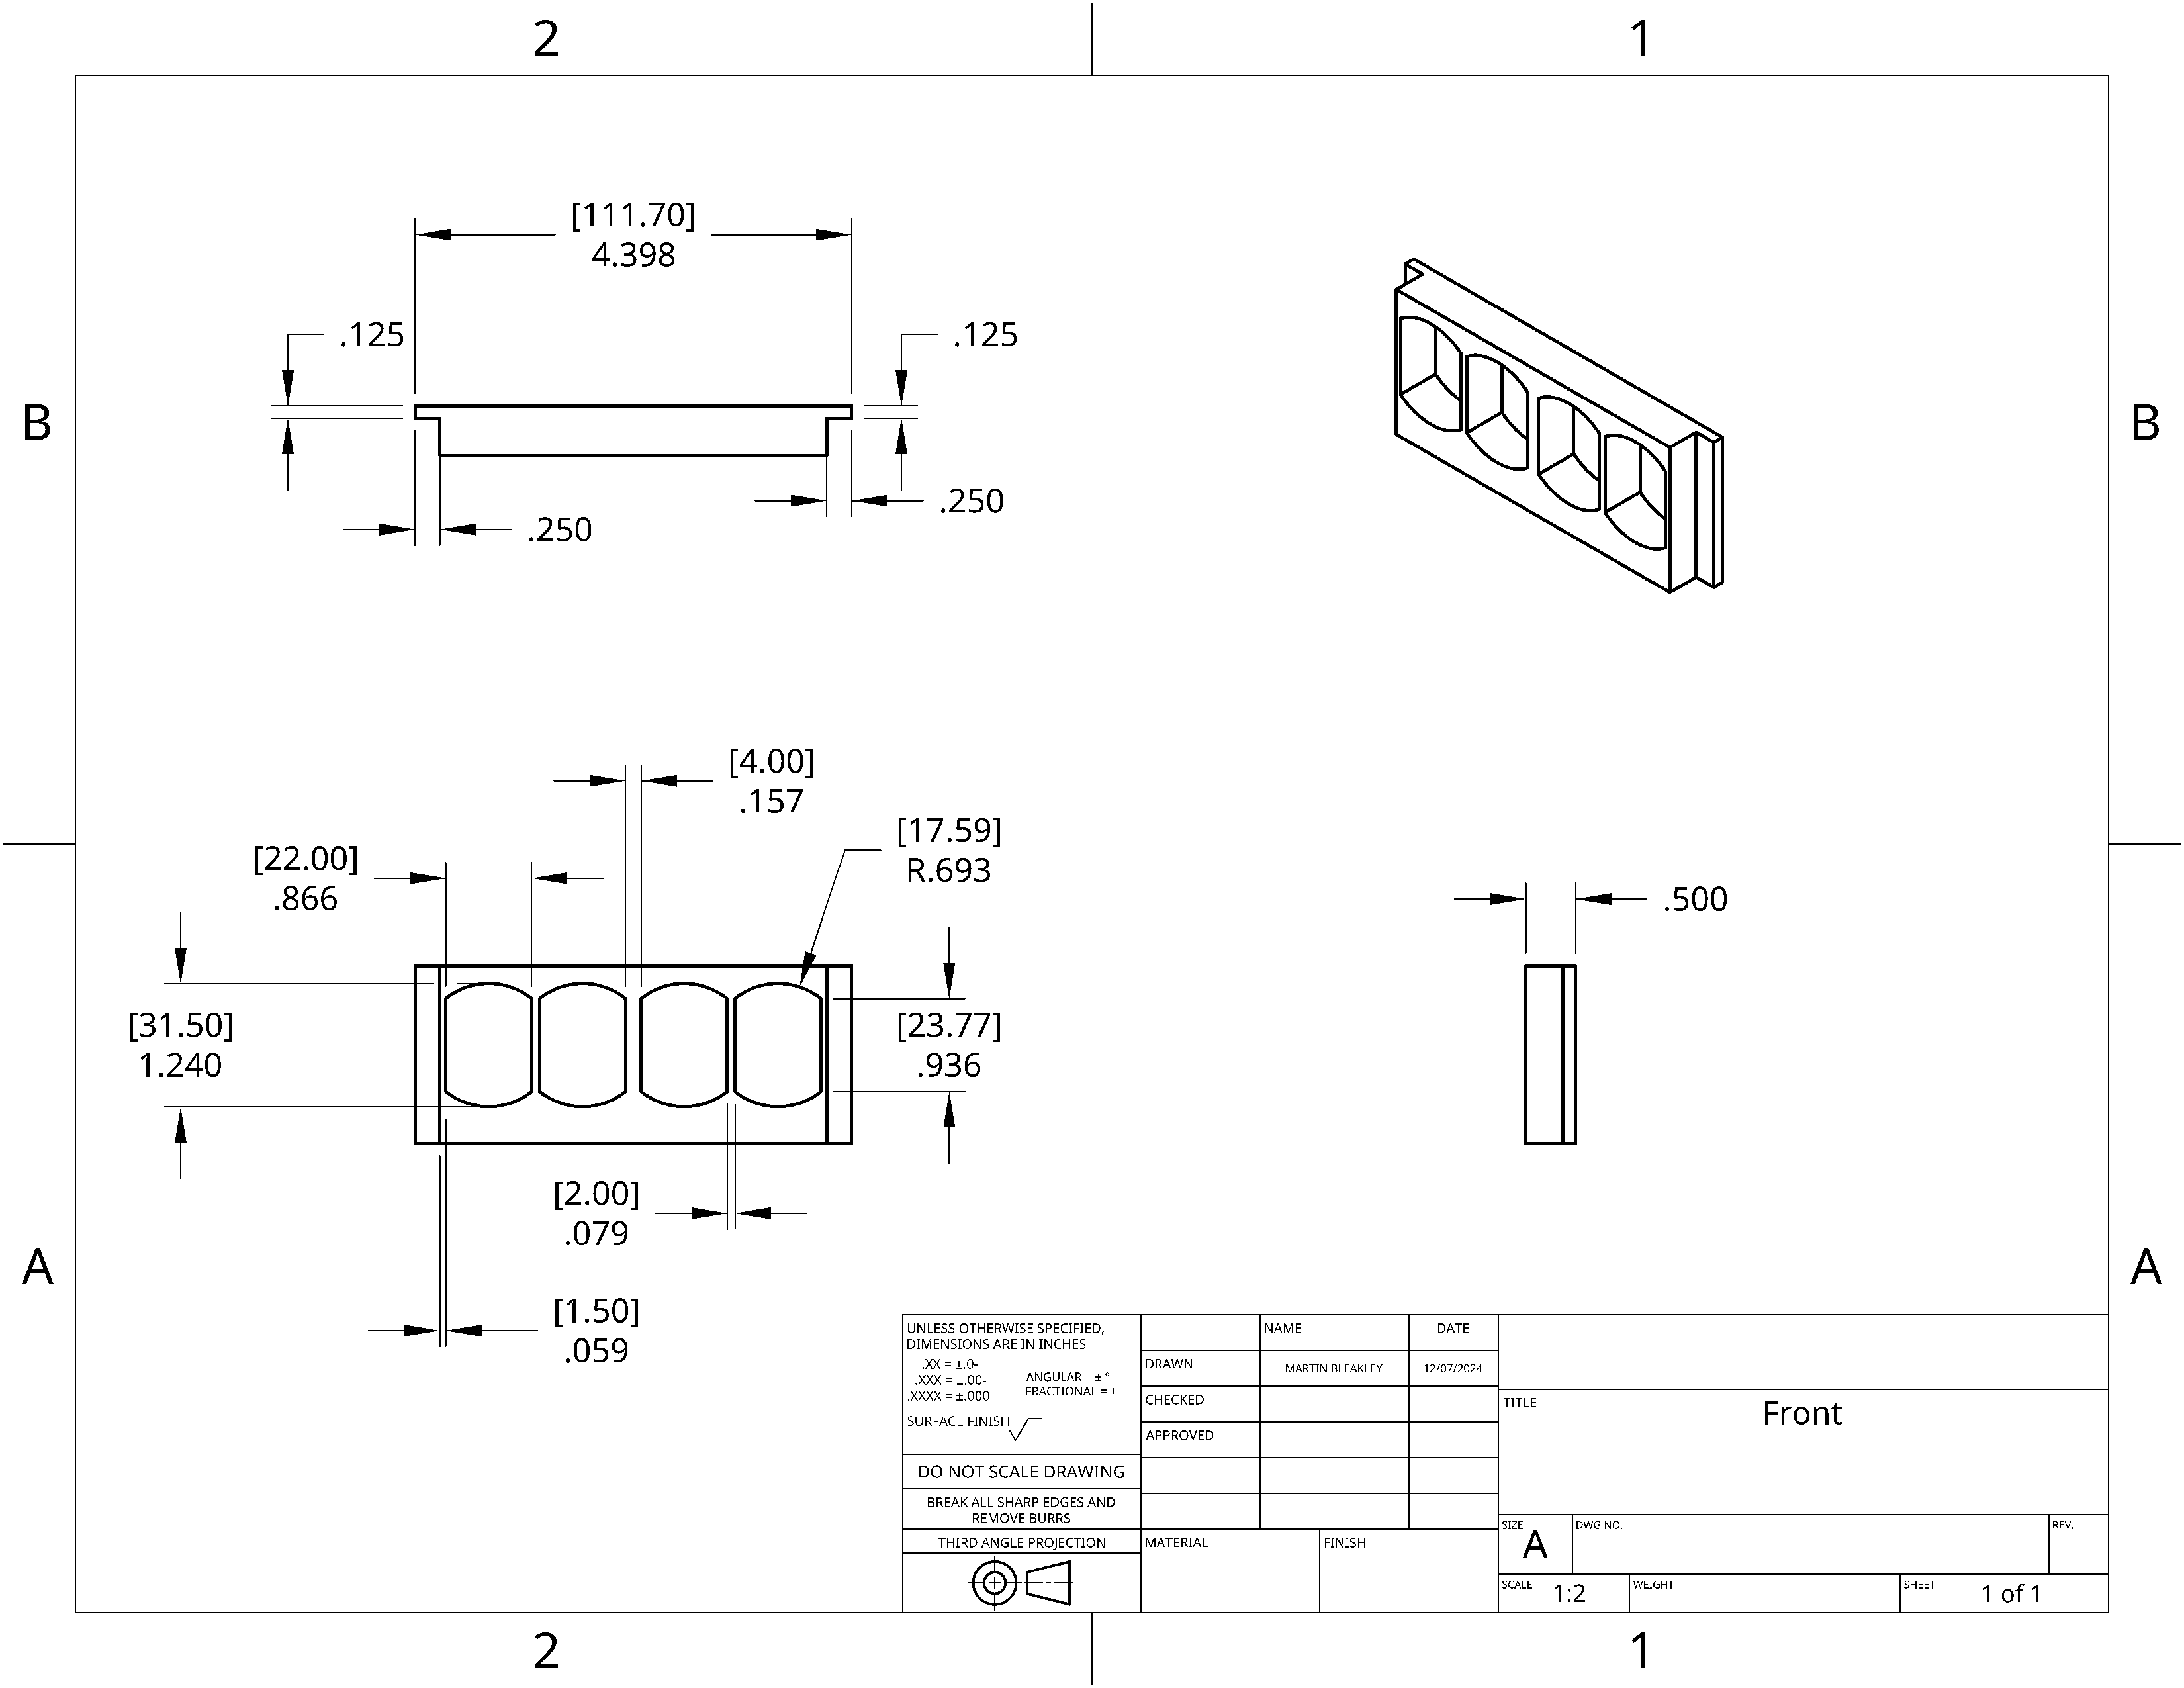 2
1
[111.70]
4.398
.125
.125
B
B
.250
.250
[4.00]
.157
[17.59]
R.693
[22.00]
.866
.500
[31.50]
1.240
[23.77]
.936
[2.00]
.079
A
A
[1.50]
.059
UNLESS OTHERWISE SPECIFIED,
DIMENSIONS ARE IN INCHES
.XX = ±.0-
.XXX = ±.00-
.XXXX = ±.000-
ANGULAR = ± °
FRACTIONAL = ±
SURFACE FINISH
DO NOT SCALE DRAWING
BREAK ALL SHARP EDGES AND
REMOVE BURRS
THIRD ANGLE PROJECTION
NAME
DATE
DRAWN
MARTIN BLEAKLEY
12/07/2024
CHECKED
APPROVED
MATERIAL
FINISH
TITLE
Front
SIZE
A
DWG NO.
REV.
SCALE
1:2
WEIGHT
SHEET
1 of 1
2
1